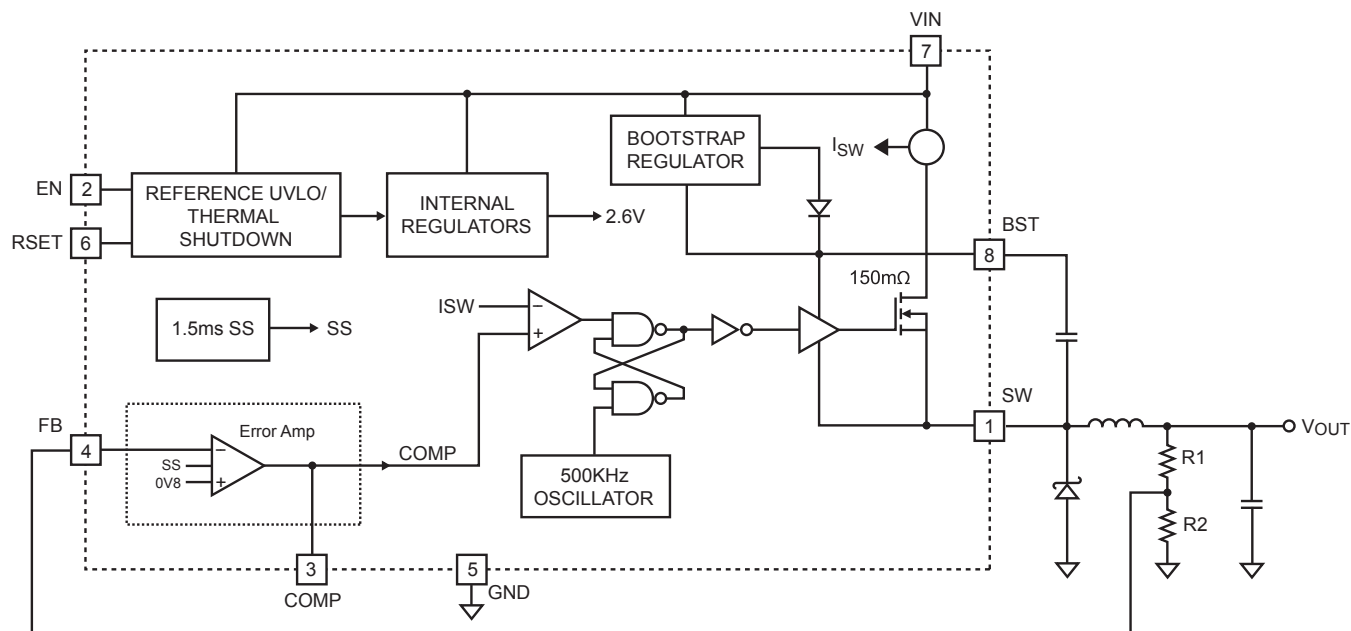 VIN
7
BOOTSTRAP
REGULATOR
ISW
EN
2
REFERENCE UVLO/
THERMAL
SHUTDOWN
INTERNAL
REGULATORS
2.6V
RSET
6
BST
8
150mΩ
1.5ms SS
SS
ISW
−
+
SW
1
VOUT
FB
4
Error Amp
−
SS
0V8
+
COMP
500KHz
OSCILLATOR
R1
R2
3
COMP
5
GND